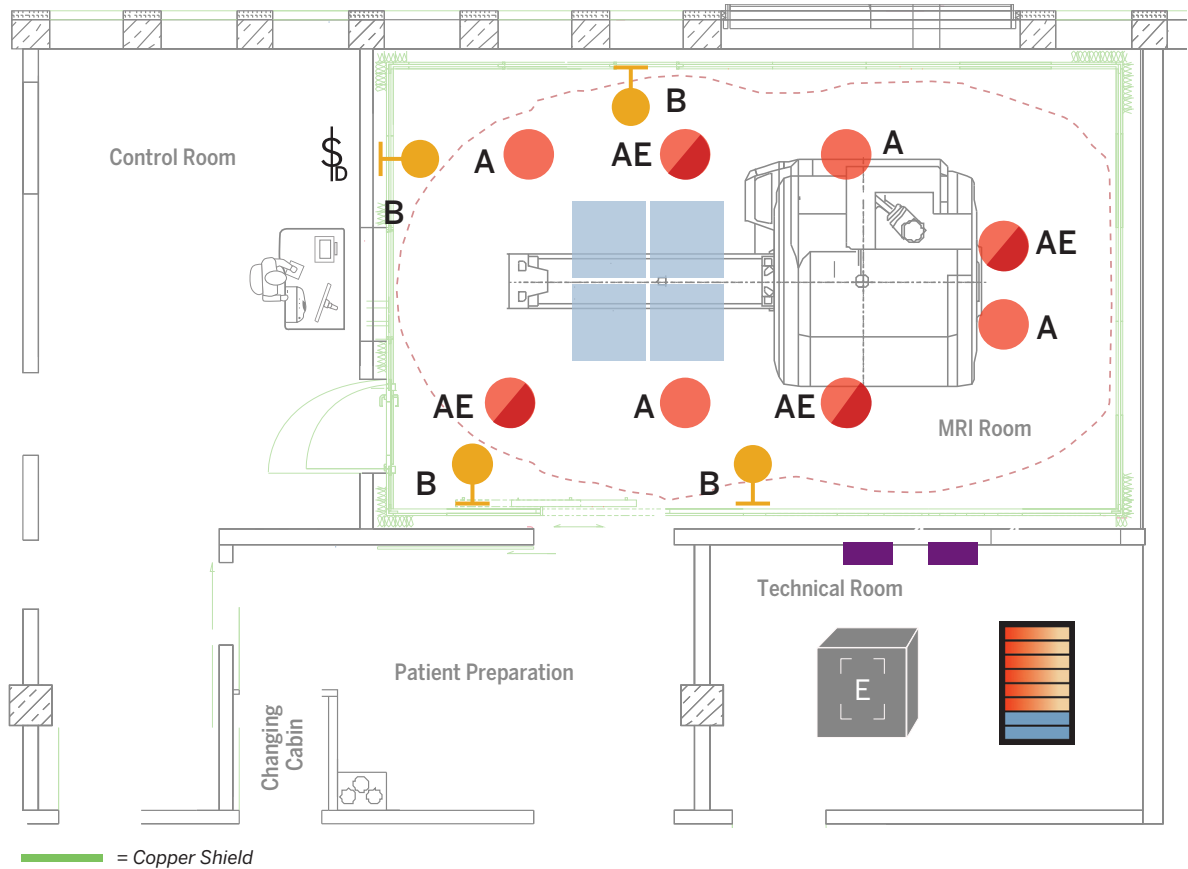 B
Control Room
$
D
A
AE
A
B
AE
A
AE
A
AE
MRI Room
B
B
Technical Room
Patient Preparation
E
Changing
Cabin
= Copper Shield